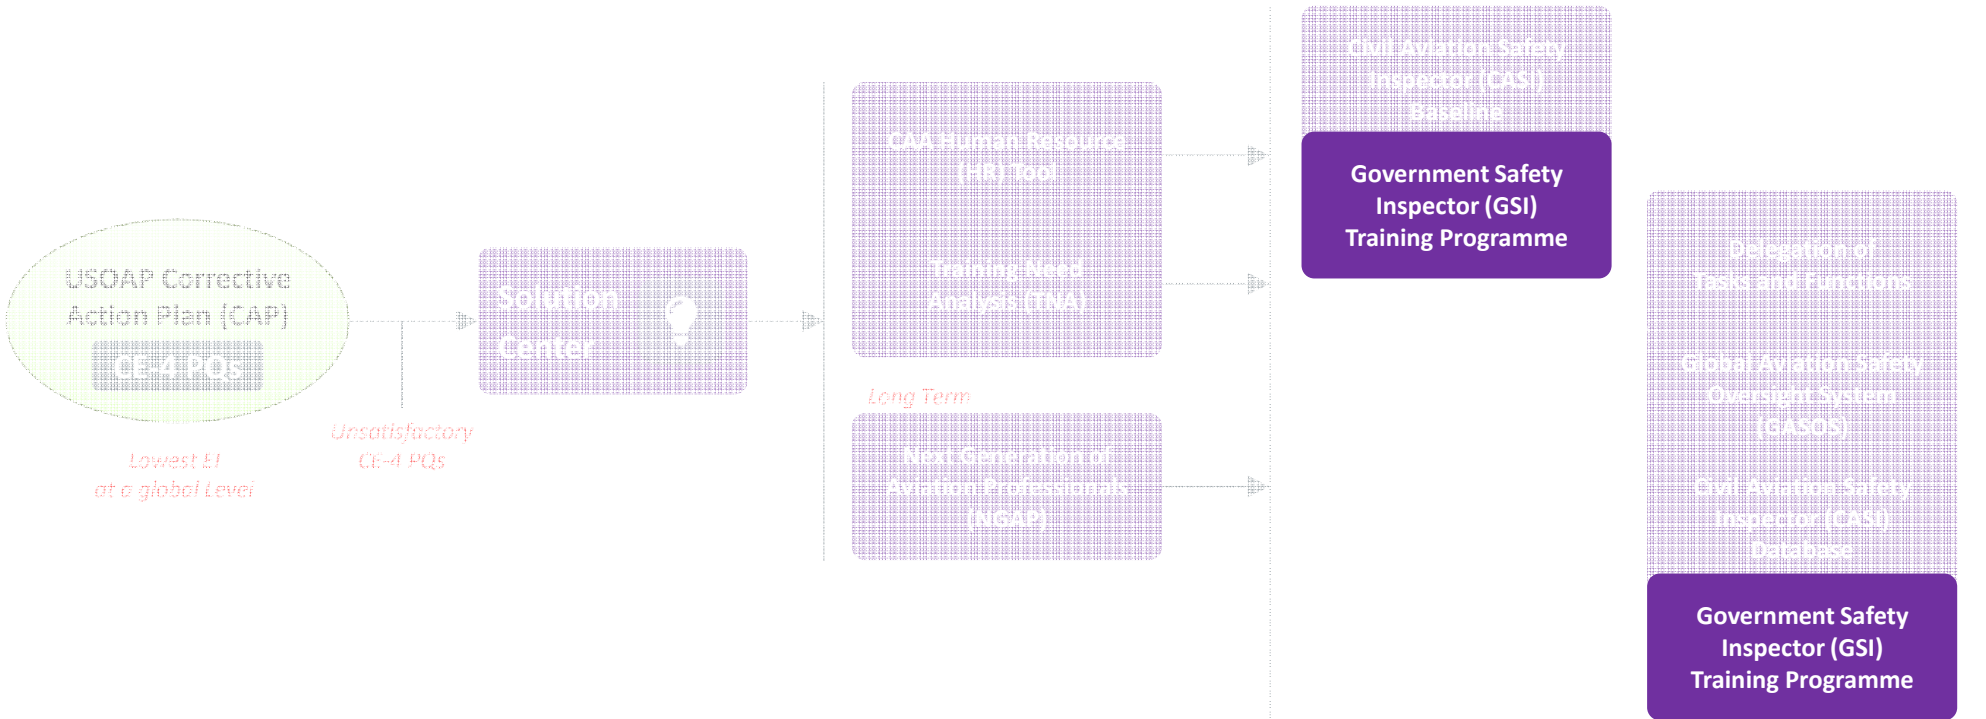 USOAP Corrective
Action Plan (CAP)
CE-4 PQs
Lowest EI
at a global Level
Unsatisfactory
CE-4 PQs
Solution
Center
CAA Human Resource
(HR) Tool
Training Need
Analysis (TNA)
Long Term
Next Generation of
Aviation Professionals
(NGAP)
Civil Aviation Safety
Inspector (CASI)
Baseline
Government Safety
Inspector (GSI)
Training Programme
Delegation of
Tasks and Functions
Global Aviation Safety
Oversight System
(GASOS)
Civil Aviation Safety
Inspector (CASI)
Database
Government Safety
Inspector (GSI)
Training Programme